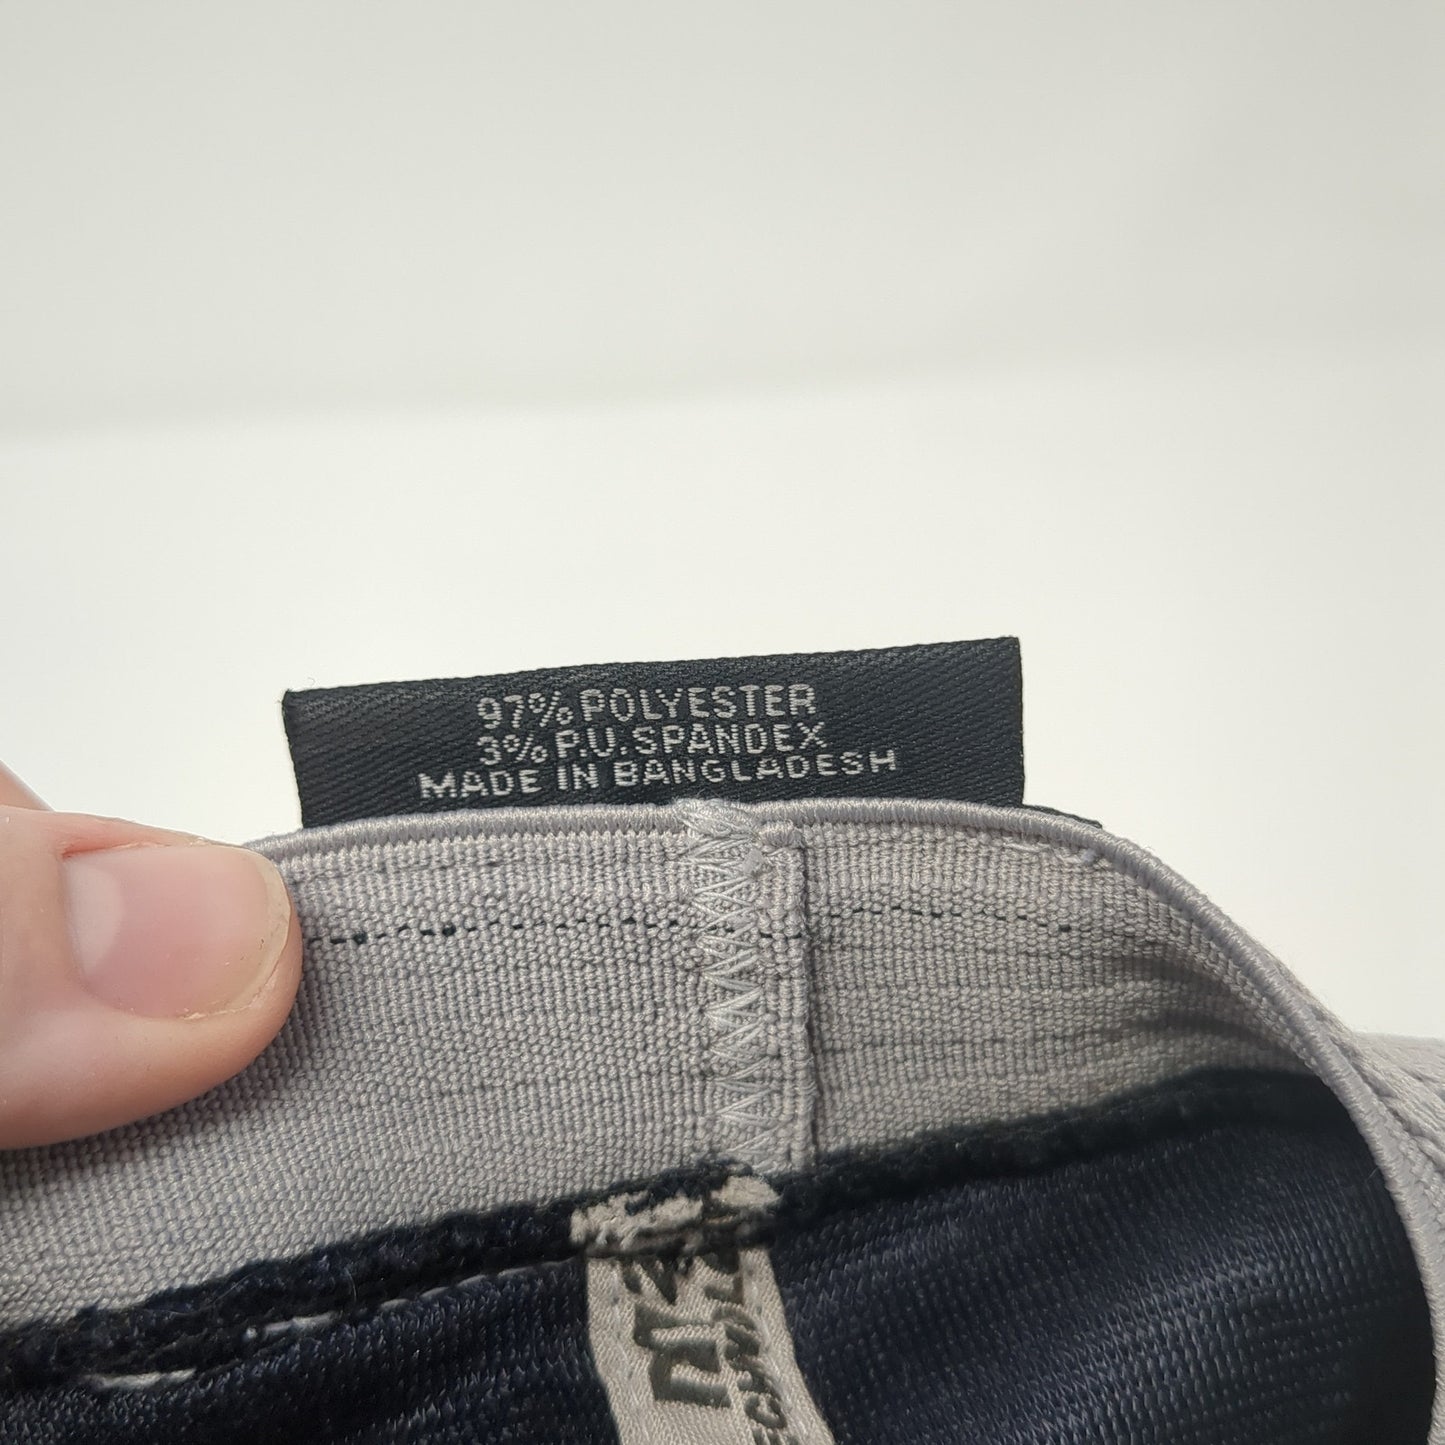 97% POLYESTER
3% P.U. SPANDEX
MADE IN BANGLADESH